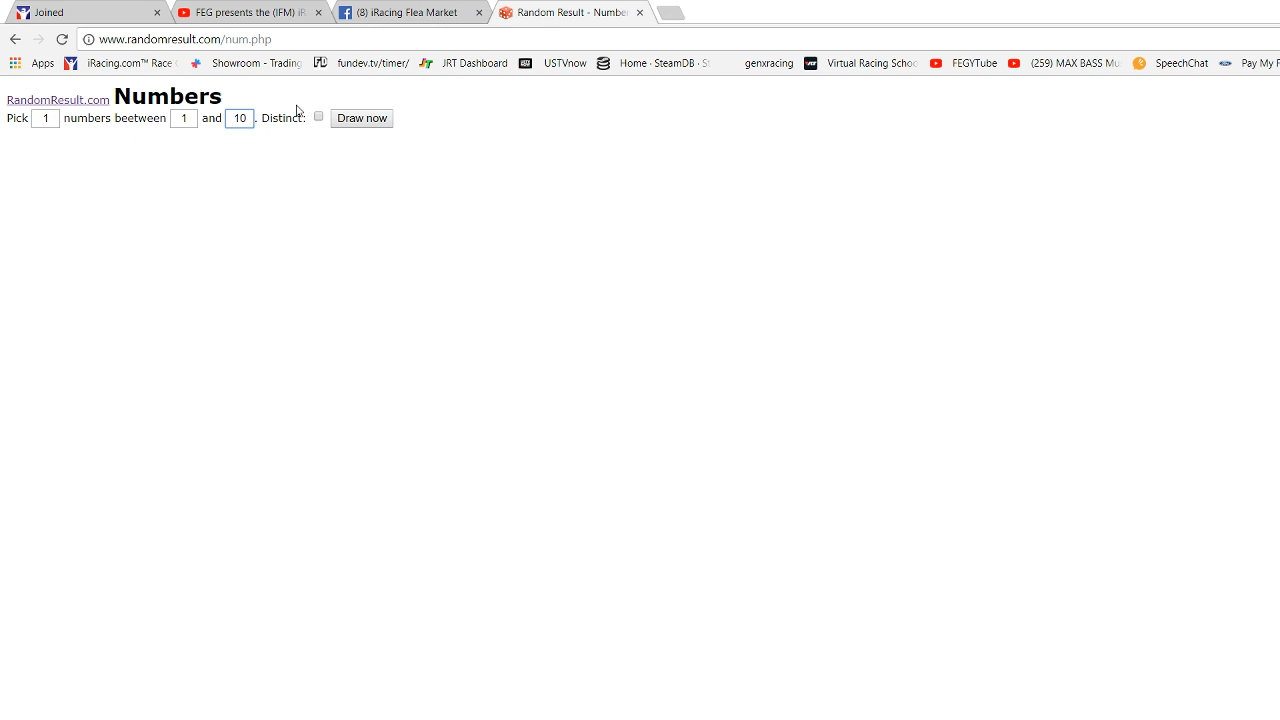 Joined
FEG presents the (IFM) iR
(8) iRacing Flea Market
Random Result - Numbe
www.randomresult.com/num.php
Apps iRacing.com™ Race Showroom - Trading fundev.tv/timer/ JRT Dashboard USTVnow Home · SteamDB · S genxracing Virtual Racing Schoo FEGYTube (259) MAX BASS Mu SpeechChat Pay My F
RandomResult.com Numbers
Pick 1 numbers beetween 1 and 10 . Distinct: Draw now